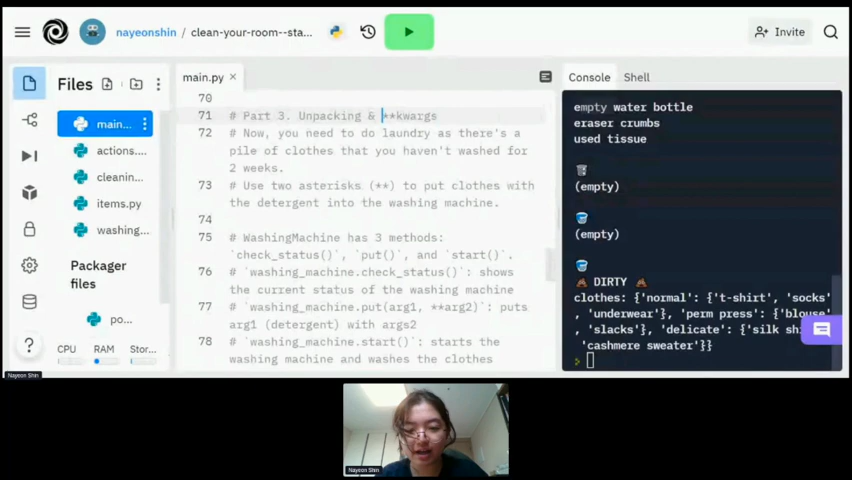 nayeonshin / clean-your-room--sta...
Invite
Files
main...
actions....
cleanin...
items.py
washing...
Packager
files
po...
CPU RAM Stor...
Nayeon Shin
main.py
70
71 # Part 3. Unpacking & **kwargs
72 # Now, you need to do laundry as there's a
pile of clothes that you haven't washed for
2 weeks.
73 # Use two asterisks (**) to put clothes with
the detergent into the washing machine.
74
75 # WashingMachine has 3 methods:
`check_status()`, `put()`, and `start()`.
76 # `washing_machine.check_status()`: shows
the current status of the washing machine
77 # `washing_machine.put(arg1, **arg2)`: puts
arg1 (detergent) with args2
78 # `washing_machine.start()`: starts the
washing machine and washes the clothes
Console Shell
empty water bottle
eraser crumbs
used tissue
(empty)
(empty)
DIRTY
clothes: {'normal': {'t-shirt', 'socks'
, 'underwear'}, 'perm press': {'blouse
, 'slacks'}, 'delicate': {'silk shi
'cashmere sweater'}}
>
Nayeon Shin